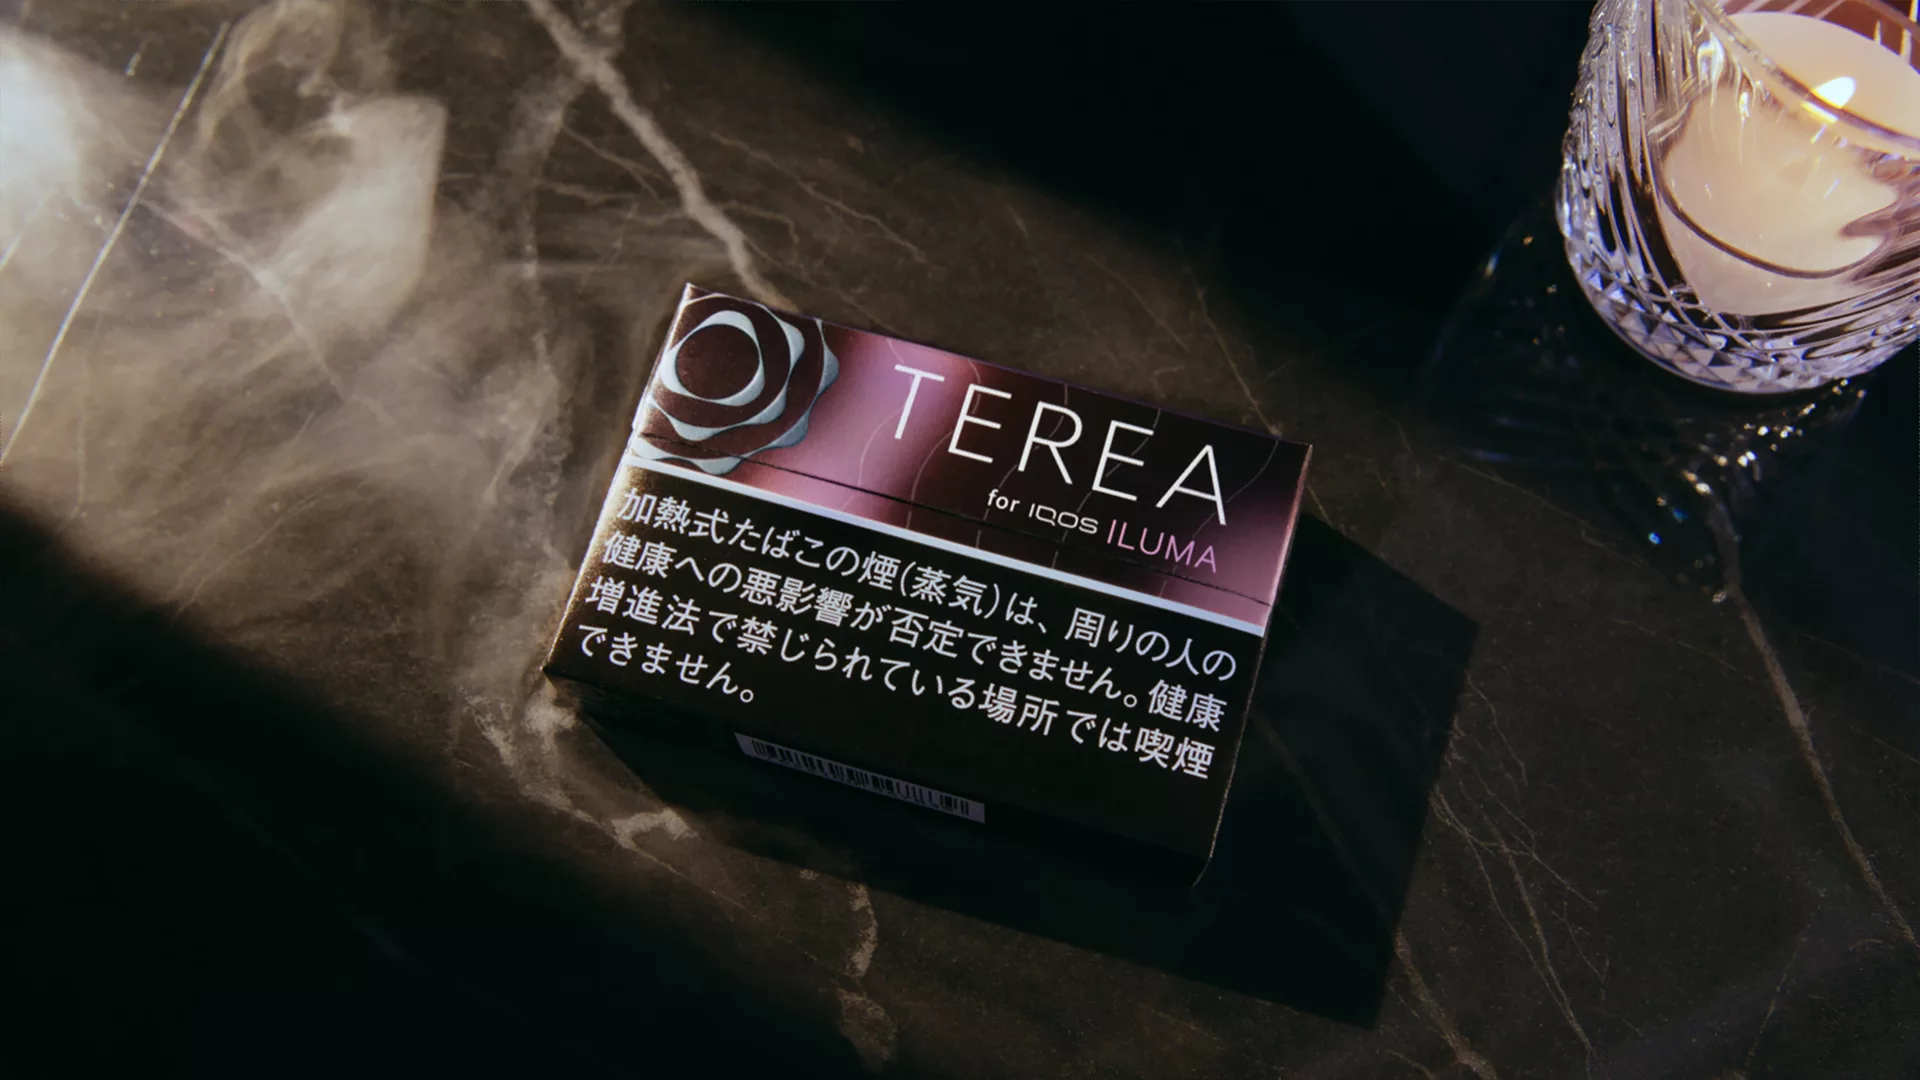 TEREA
for IQOS ILUMA
加熱式たばこの煙(蒸気)は、周りの人の
健康への悪影響が否定できません。健康
増進法で禁じられている場所では喫煙
できません。